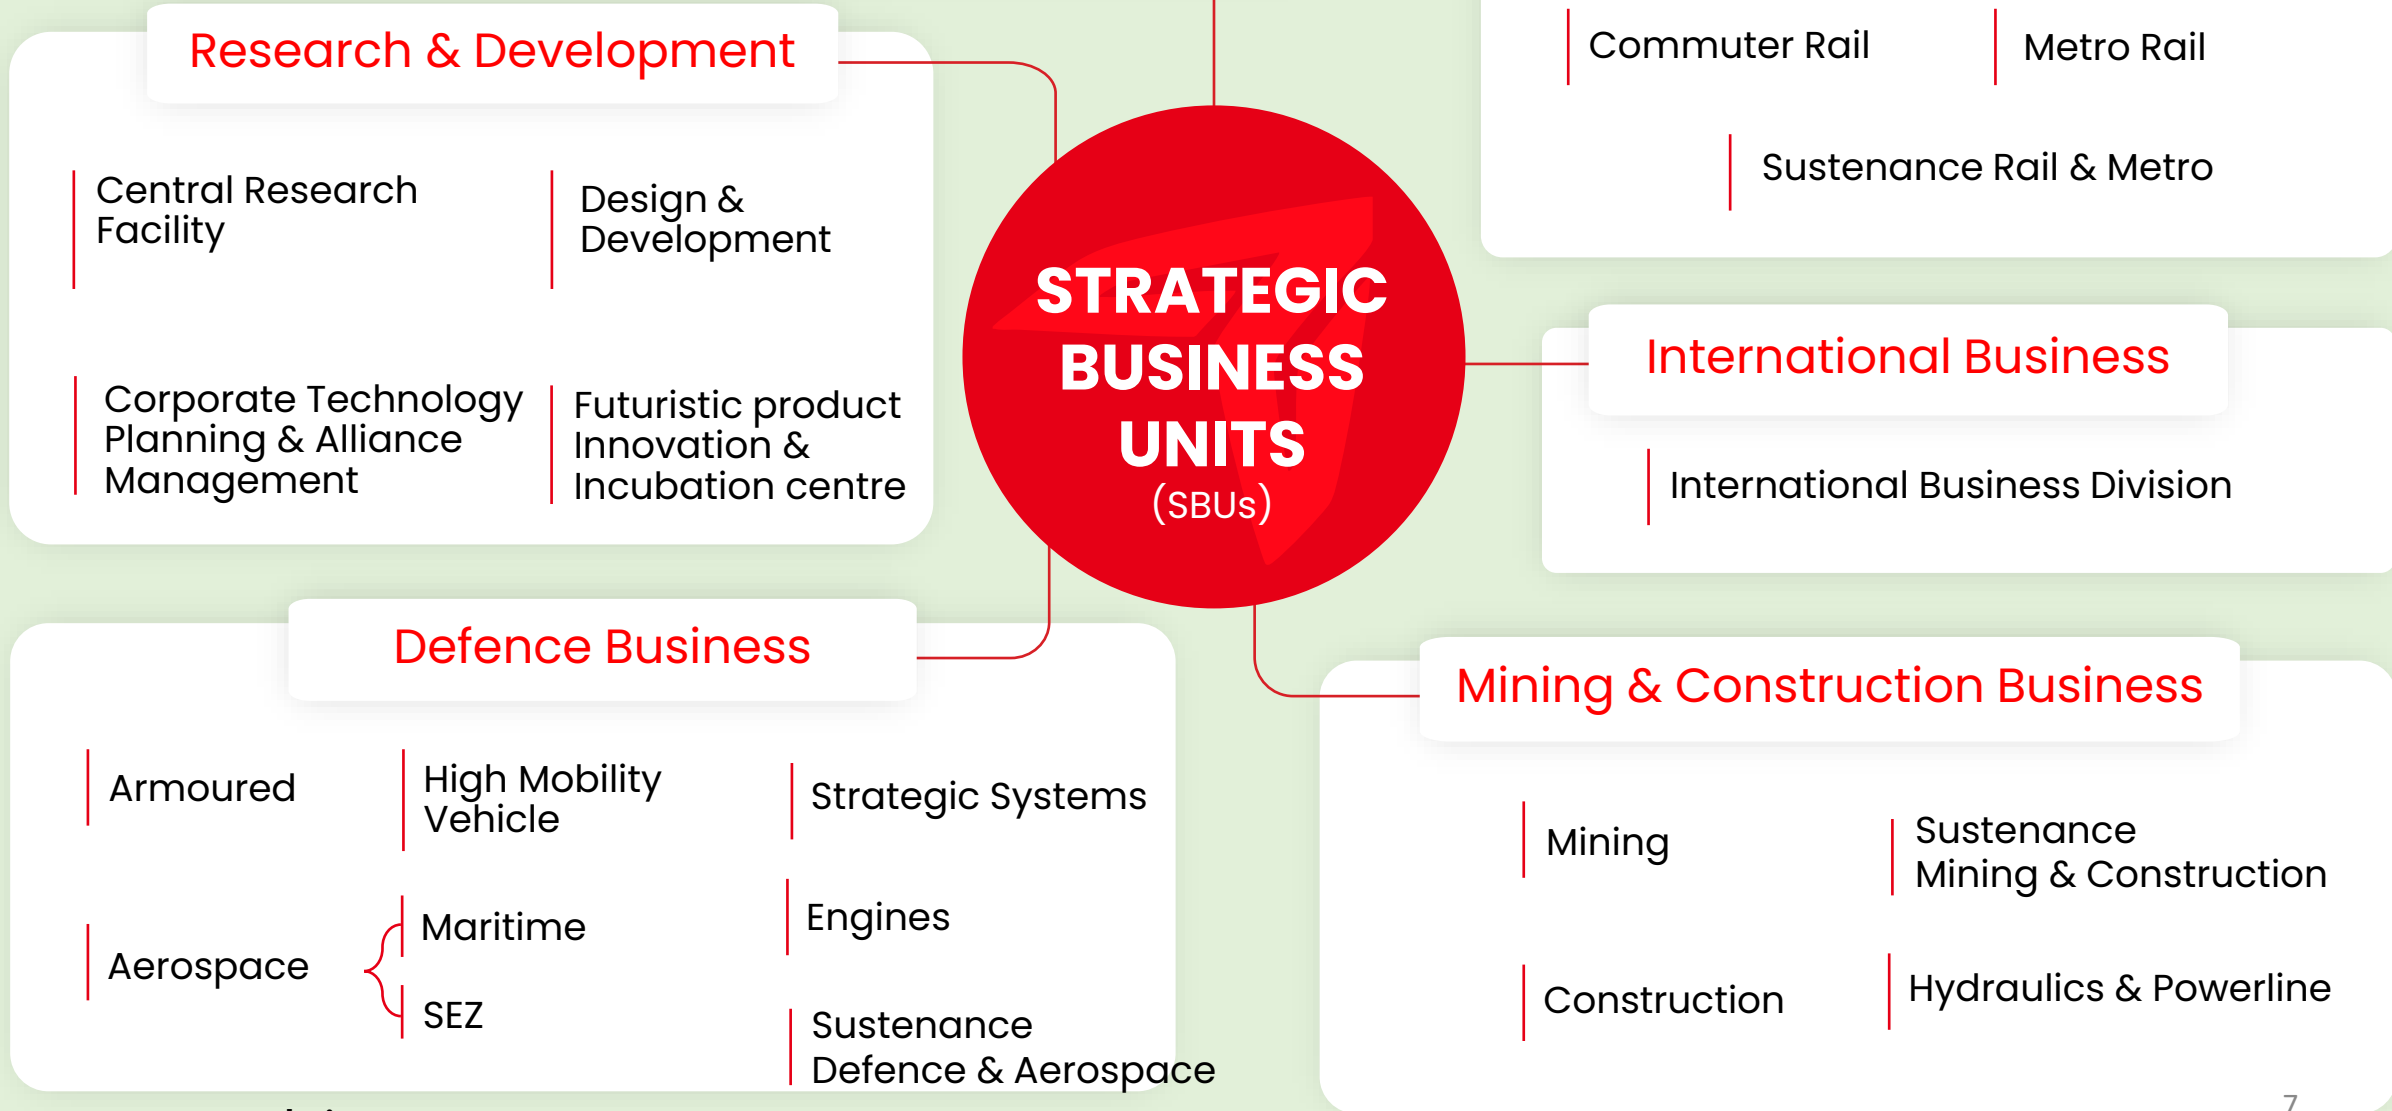 Research & Development
Central Research
Facility
Design &
Development
Corporate Technology
Planning & Alliance
Management
Futuristic product
Innovation &
Incubation centre
STRATEGIC
BUSINESS
UNITS
(SBUs)
Commuter Rail
Metro Rail
Sustenance Rail & Metro
International Business
International Business Division
Defence Business
Armoured
High Mobility
Vehicle
Strategic Systems
Aerospace
Maritime
SEZ
Engines
Sustenance
Defence & Aerospace
Mining & Construction Business
Mining
Sustenance
Mining & Construction
Construction
Hydraulics & Powerline
7